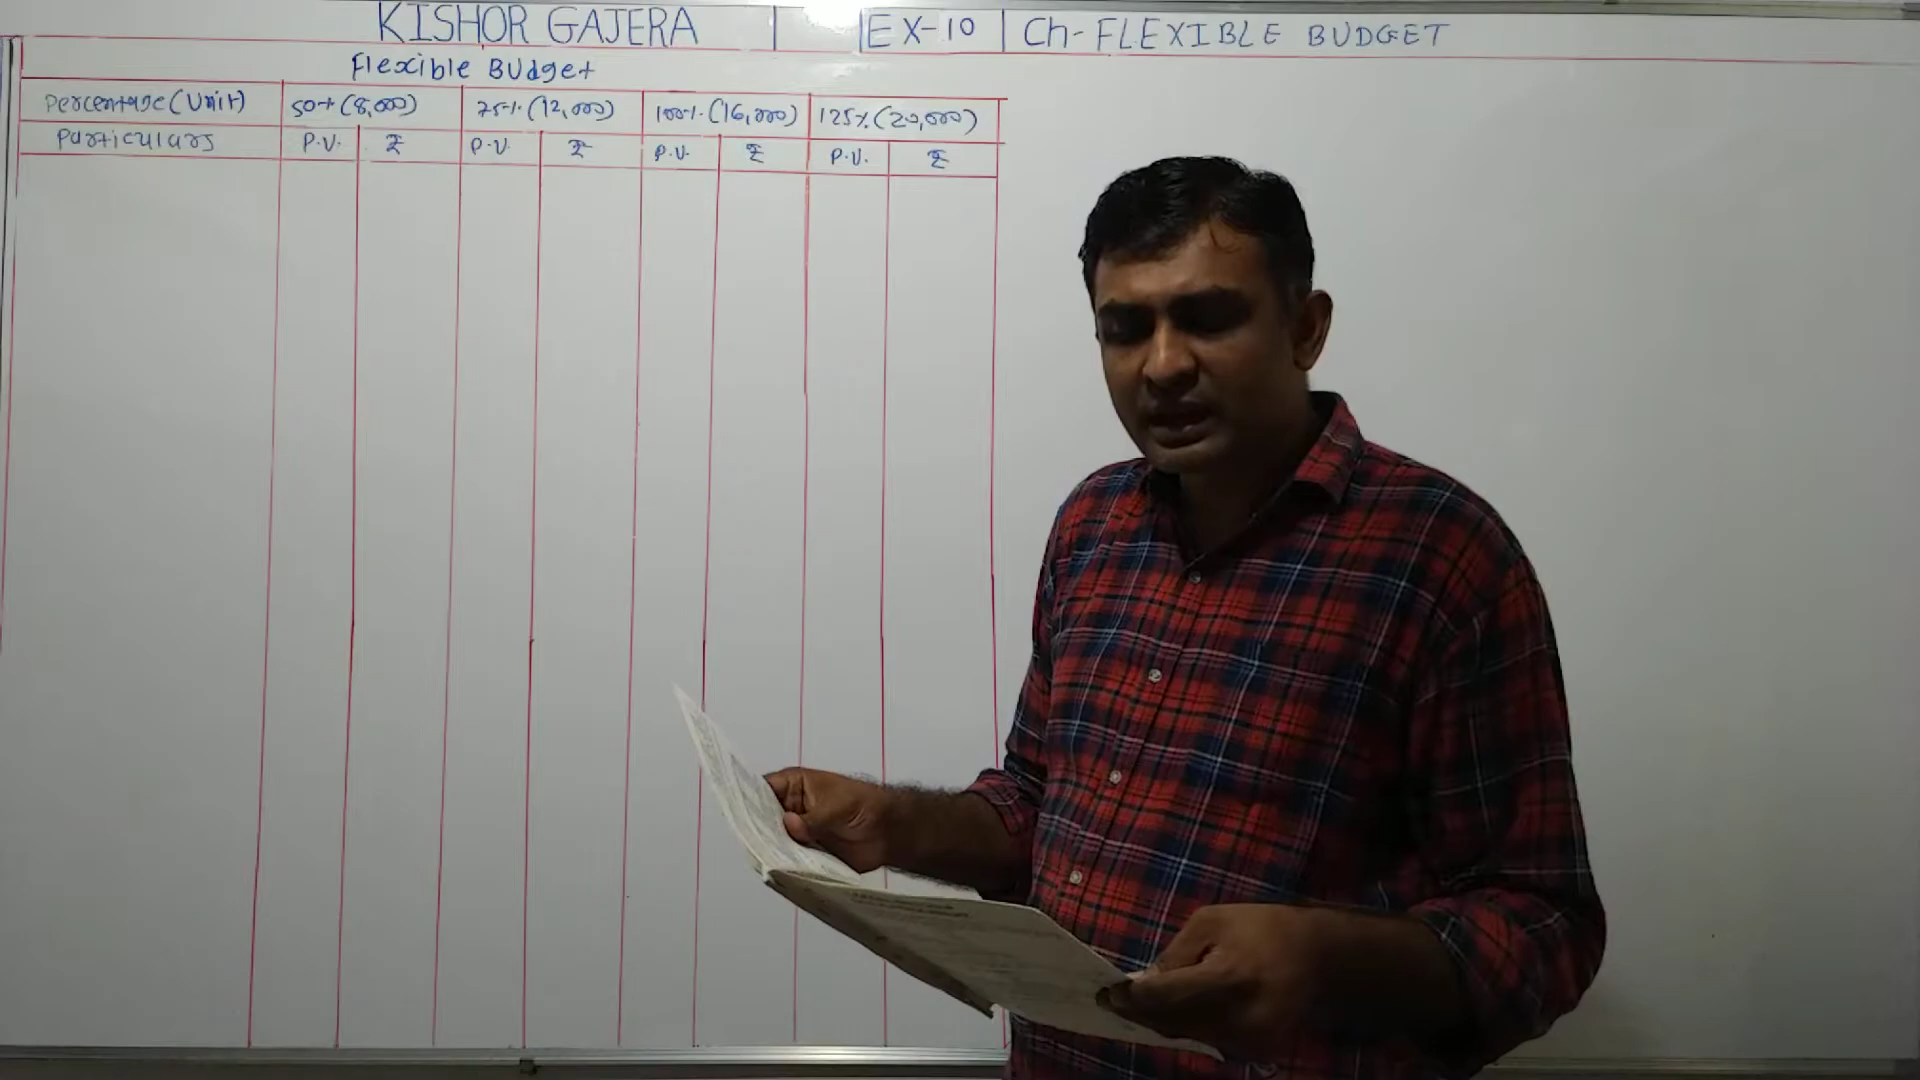 KISHOR GAJERA EX-10 Ch-FLEXIBLE BUDGET
Flexible BUdget
Percentage(Unit) 50%(8,000) 75%(12,000) 100%(16,000) 125%(20,000)
Particulars P.U. ₹ P.U. ₹ P.U. ₹ P.U. ₹